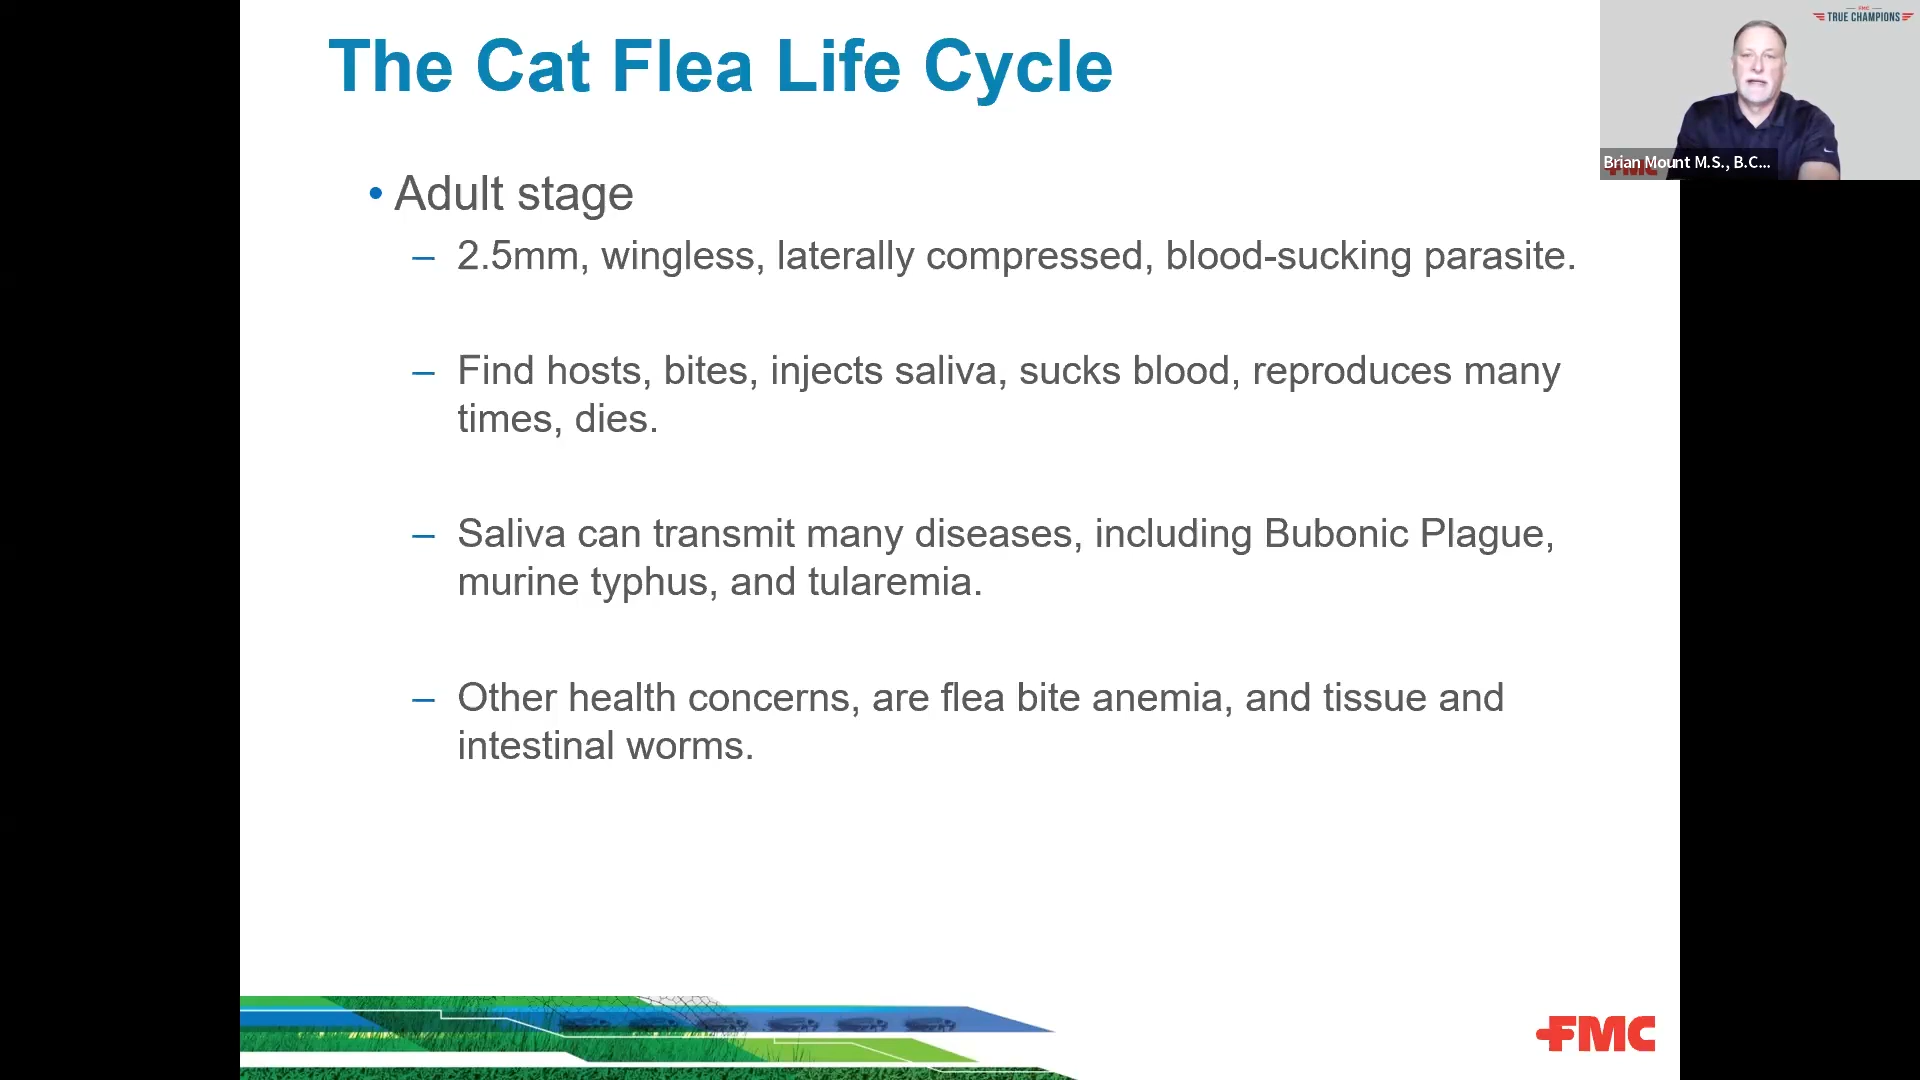 The Cat Flea Life Cycle
FMC
TRUE CHAMPIONS
Brian Mount M.S., B.C...
FMC
• Adult stage
– 2.5mm, wingless, laterally compressed, blood-sucking parasite.
– Find hosts, bites, injects saliva, sucks blood, reproduces many
times, dies.
– Saliva can transmit many diseases, including Bubonic Plague,
murine typhus, and tularemia.
– Other health concerns, are flea bite anemia, and tissue and
intestinal worms.
FMC